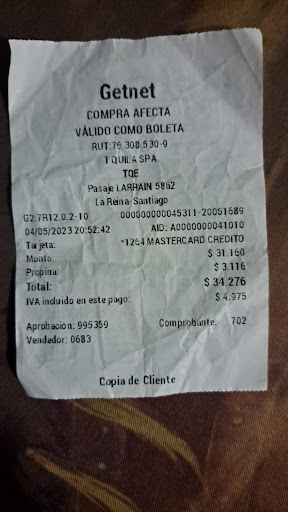 Getnet
COMPRA AFECTA
VÁLIDO COMO BOLETA
RUT:76.308.530-9
T QUILA SPA
TQE
Pasaje LARRAIN 5862
La Reina-Santiago
G2.7R12.0.2-10 000000000045311-20051689
04/05/2023 20:52:42 AID: A0000000041010
Tarjeta: *1264 MASTERCARD CREDITO
Monto: $ 31.160
Propina: $ 3.116
Total: $ 34.276
IVA incluido en este pago: $ 4.975
Aprobacion: 995359 Comprobante: 702
Vendedor: 0683
Copia de Cliente